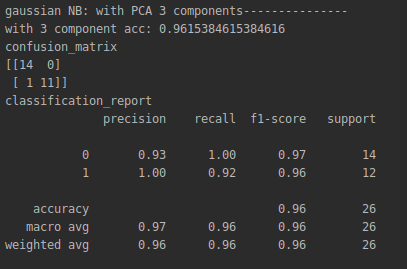 gaussian NB: with PCA 3 components---------------
with 3 component acc: 0.9615384615384616
confusion_matrix
[[14  0]
 [ 1 11]]
classification_report
              precision    recall  f1-score   support

           0       0.93      1.00      0.97        14
           1       1.00      0.92      0.96        12

    accuracy                           0.96        26
   macro avg       0.97      0.96      0.96        26
weighted avg       0.96      0.96      0.96        26